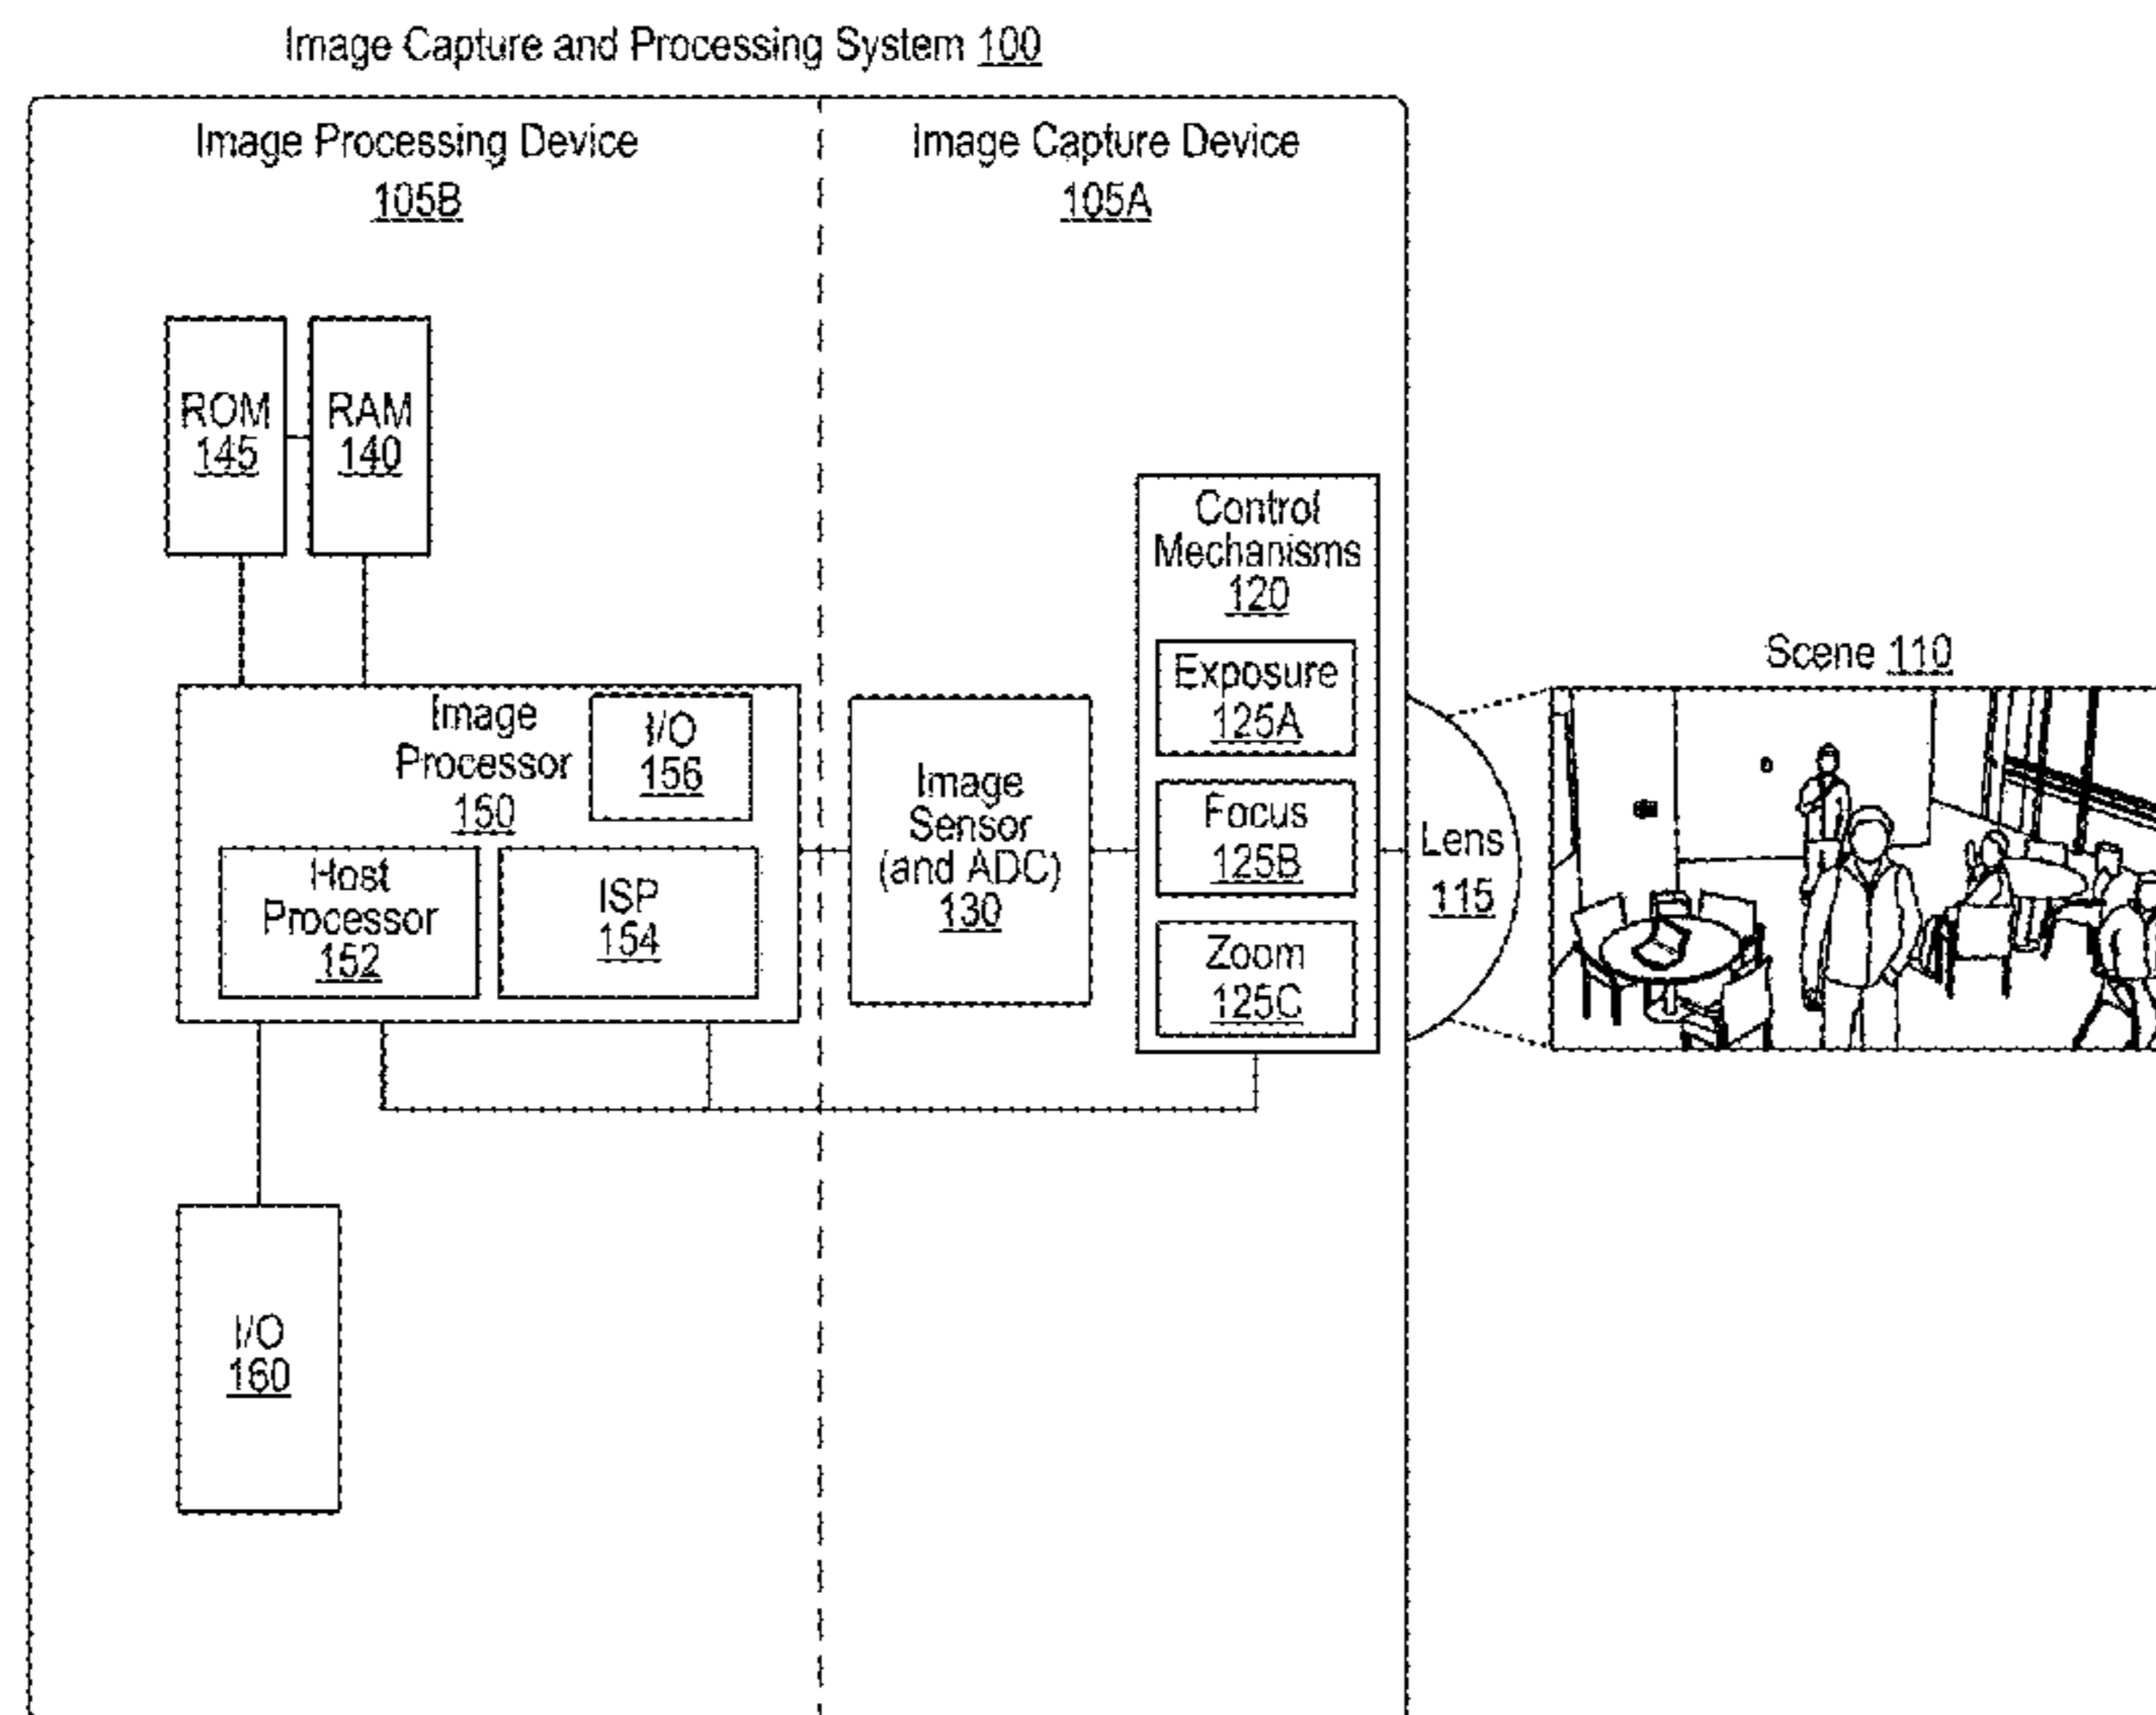 Image Capture and Processing System 100
Image Processing Device
105B
Image Capture Device
105A
ROM
145
RAM
140
Control
Mechanisms
120
Exposure
125A
Focus
125B
Zoom
125C
Image
Processor
150
I/O
156
Host
Processor
152
ISP
154
Image
Sensor
(and ADC)
130
Lens
115
Scene 110
I/O
160